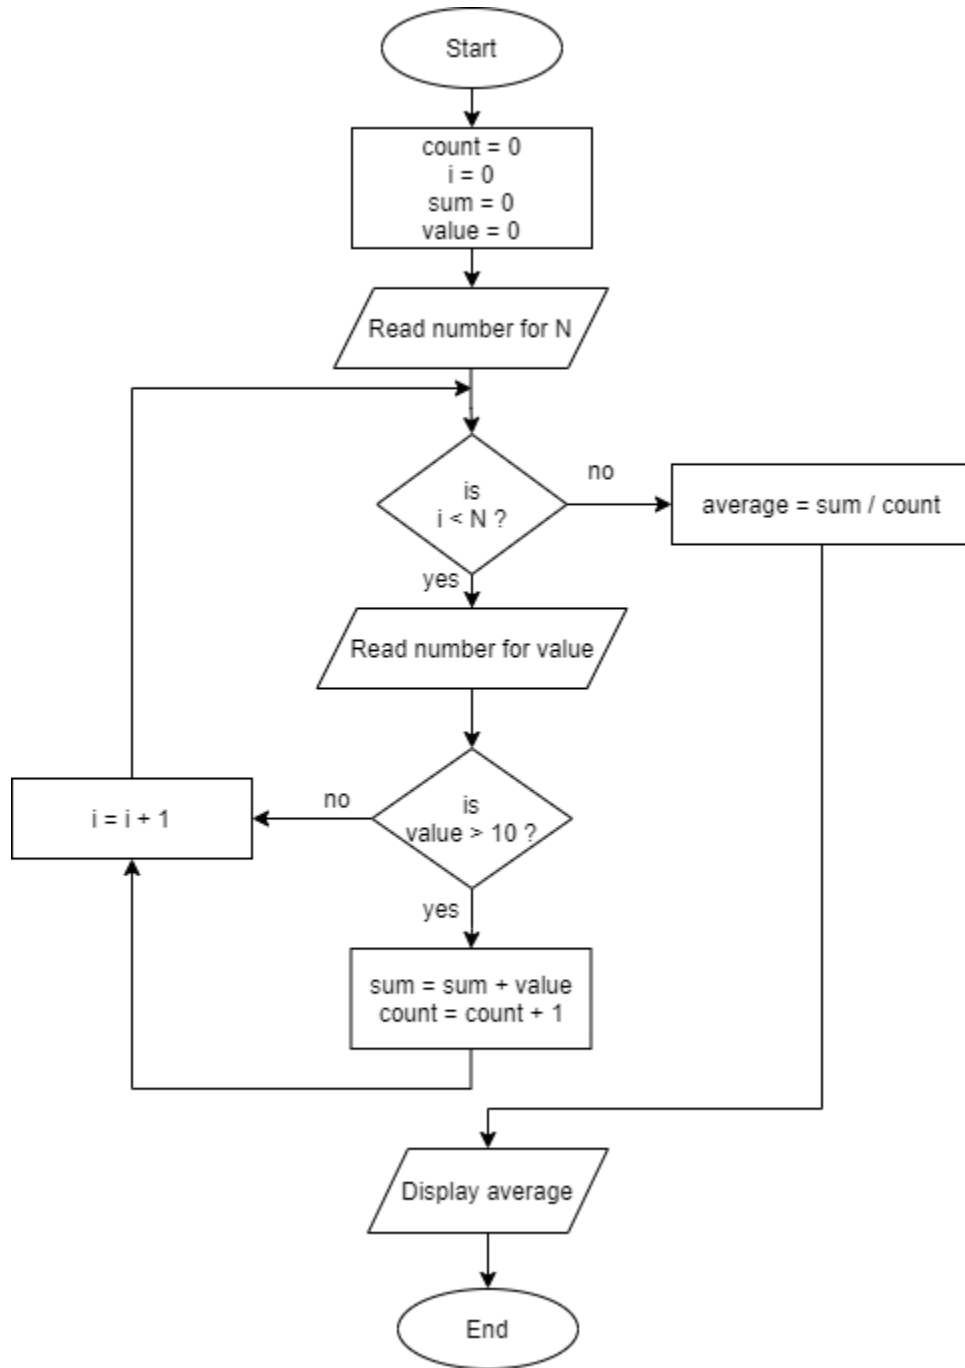 Start
count = 0
i = 0
sum = 0
value = 0
Read number for N
is
i < N ?
no
average = sum / count
yes
Read number for value
is
value > 10 ?
no
i = i + 1
yes
sum = sum + value
count = count + 1
Display average
End